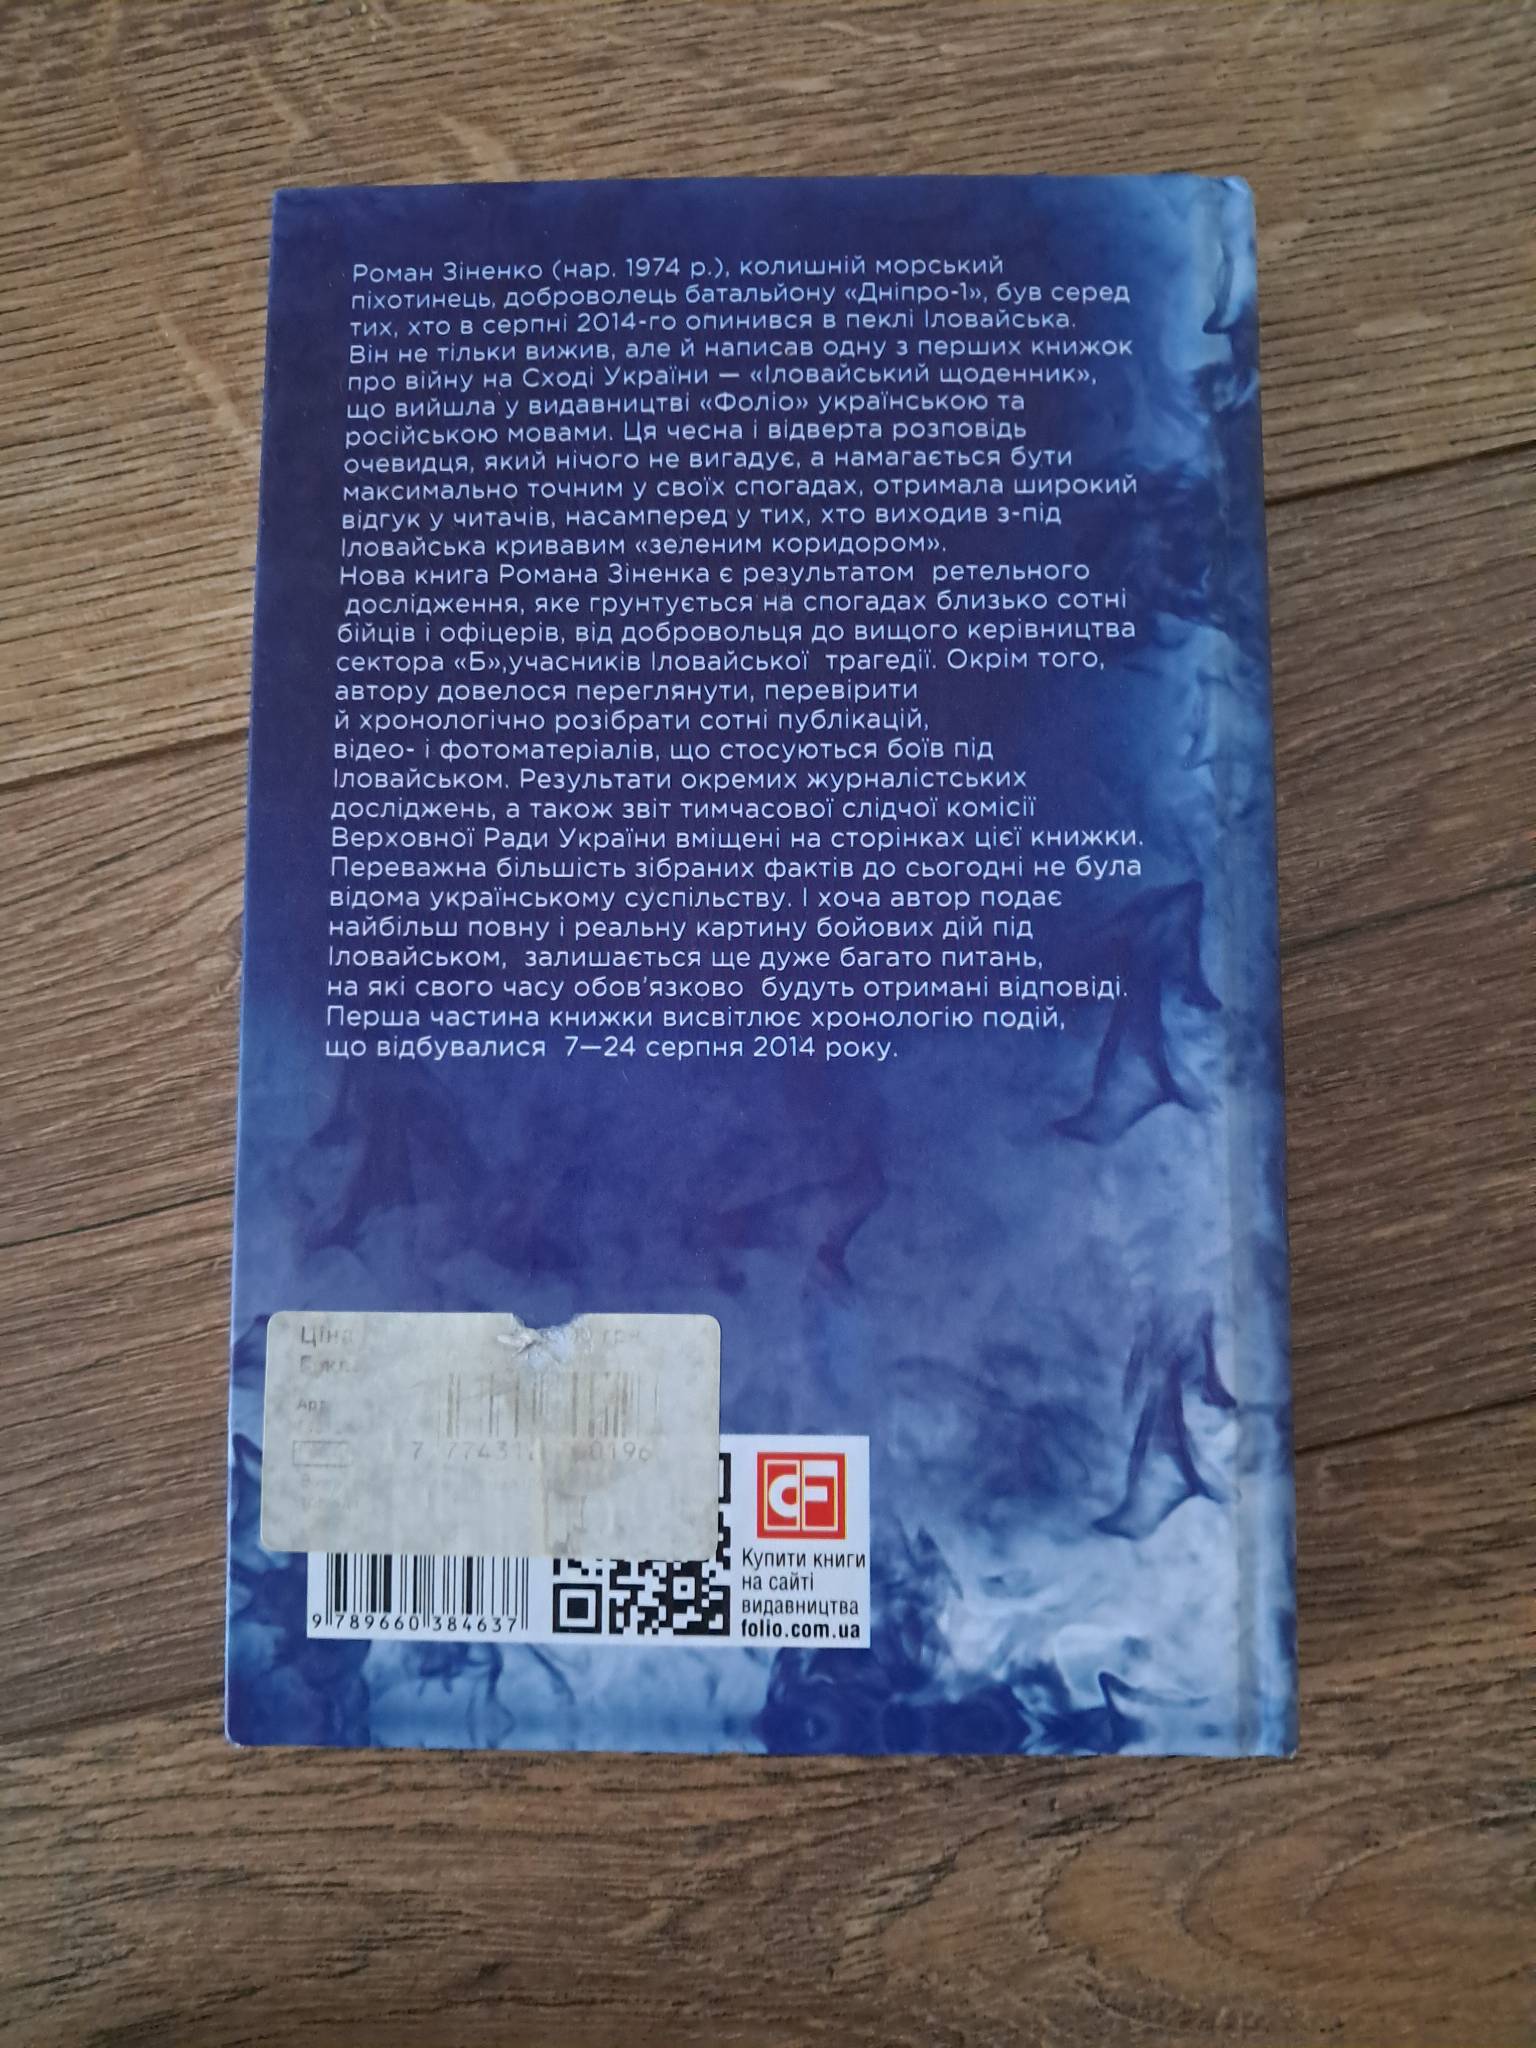 Роман Зіненко (нар. 1974 р.), колишній морський
піхотинець, доброволець батальйону «Дніпро-1», був серед
тих, хто в серпні 2014-го опинився в пеклі Іловайська.
Він не тільки вижив, але й написав одну з перших книжок
про війну на Сході України — «Іловайський щоденник»,
що вийшла у видавництві «Фоліо» українською та
російською мовами. Ця чесна і відверта розповідь
очевидця, який нічого не вигадує, а намагається бути
максимально точним у своїх спогадах, отримала широкий
відгук у читачів, насамперед у тих, хто виходив з-під
Іловайська кривавим «зеленим коридором».
Нова книга Романа Зіненка є результатом ретельного
дослідження, яке грунтується на спогадах близько сотні
бійців і офіцерів, від добровольця до вищого керівництва
сектора «Б»,учасників Іловайської трагедії. Окрім того,
автору довелося переглянути, перевірити
й хронологічно розібрати сотні публікацій,
відео- і фотоматеріалів, що стосуються боїв під
Іловайськом. Результати окремих журналістських
досліджень, а також звіт тимчасової слідчої комісії
Верховної Ради України вміщені на сторінках цієї книжки.
Переважна більшість зібраних фактів до сьогодні не була
відома українському суспільству. І хоча автор подає
найбільш повну і реальну картину бойових дій під
Іловайськом, залишається ще дуже багато питань,
на які свого часу обов’язково будуть отримані відповіді.
Перша частина книжки висвітлює хронологію подій,
що відбувалися 7—24 серпня 2014 року.
Ціна грн
CF
Купити книги
на сайті
видавництва
folio.com.ua
9 789660 384637